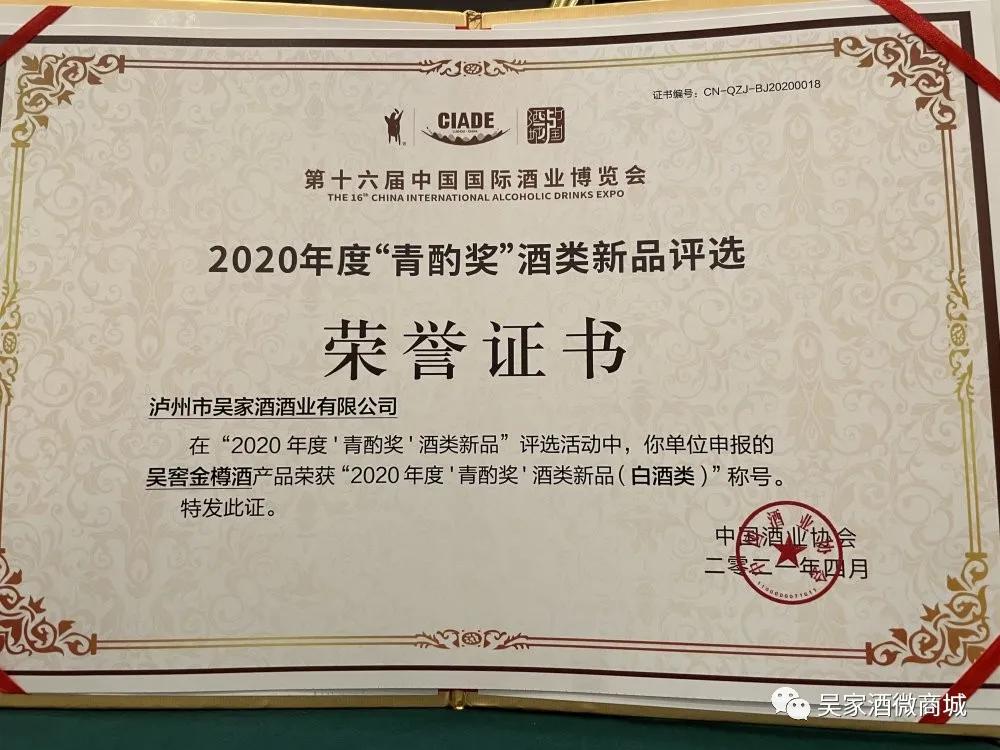 证书编号：CN-QZJ-BJ20200018
CIADE
中国
酒城
第十六届中国国际酒业博览会
THE 16th CHINA INTERNATIONAL ALCOHOLIC DRINKS EXPO
2020年度“青酌奖”酒类新品评选
荣誉证书
泸州市吴家酒酒业有限公司
在“2020年度'青酌奖'酒类新品”评选活动中，你单位申报的
吴窖金樽酒产品荣获“2020年度'青酌奖'酒类新品（白酒类）”称号。
特发此证。
中国酒业协会
二零二一年四月
吴家酒微商城